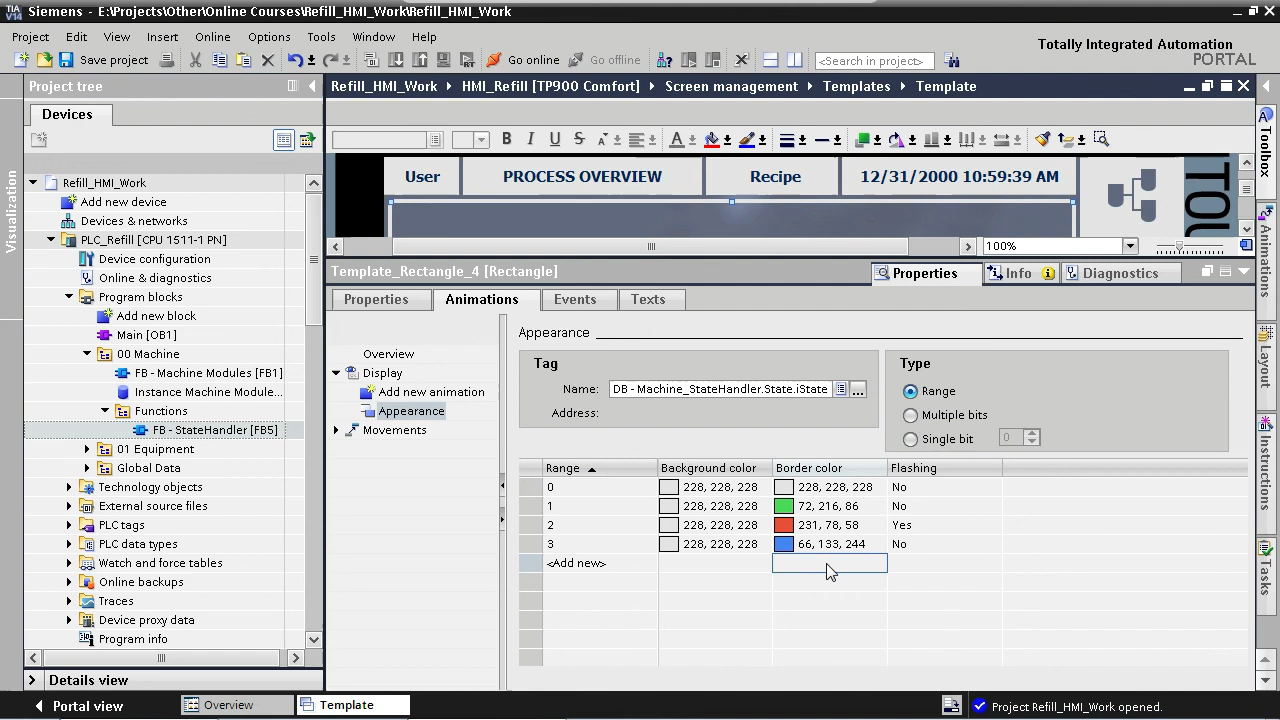 TIA
V14
Siemens - E:\Projects\Other\Online Courses\Refill_HMI_Work\Refill_HMI_Work
Project Edit View Insert Online Options Tools Window Help
Totally Integrated Automation
PORTAL
Save project
Go online
Go offline
<Search in project>
Project tree
Devices
Visualization
Refill_HMI_Work
Add new device
Devices & networks
PLC_Refill [CPU 1511-1 PN]
Device configuration
Online & diagnostics
Program blocks
Add new block
Main [OB1]
00 Machine
FB - Machine Modules [FB1]
Instance Machine Module...
Functions
FB - StateHandler [FB5]
01 Equipment
Global Data
Technology objects
External source files
PLC tags
PLC data types
Watch and force tables
Online backups
Traces
Device proxy data
Program info
Details view
Refill_HMI_Work HMI_Refill [TP900 Comfort] Screen management Templates Template
B I U S A
User PROCESS OVERVIEW Recipe 12/31/2000 10:59:39 AM
TOU
100%
Template_Rectangle_4 [Rectangle]
Properties Info Diagnostics
Properties Animations Events Texts
Overview
Display
Add new animation
Appearance
Movements
Appearance
Tag
Name: DB - Machine_StateHandler.State.iState
Address:
Type
Range
Multiple bits
Single bit 0
Range Background color Border color Flashing
0 228, 228, 228 228, 228, 228 No
1 228, 228, 228 72, 216, 86 No
2 228, 228, 228 231, 78, 58 Yes
3 228, 228, 228 66, 133, 244 No
<Add new>
Toolbox
Animations
Layout
Instructions
Tasks
Libraries
Portal view
Overview
Template
Project Refill_HMI_Work opened.